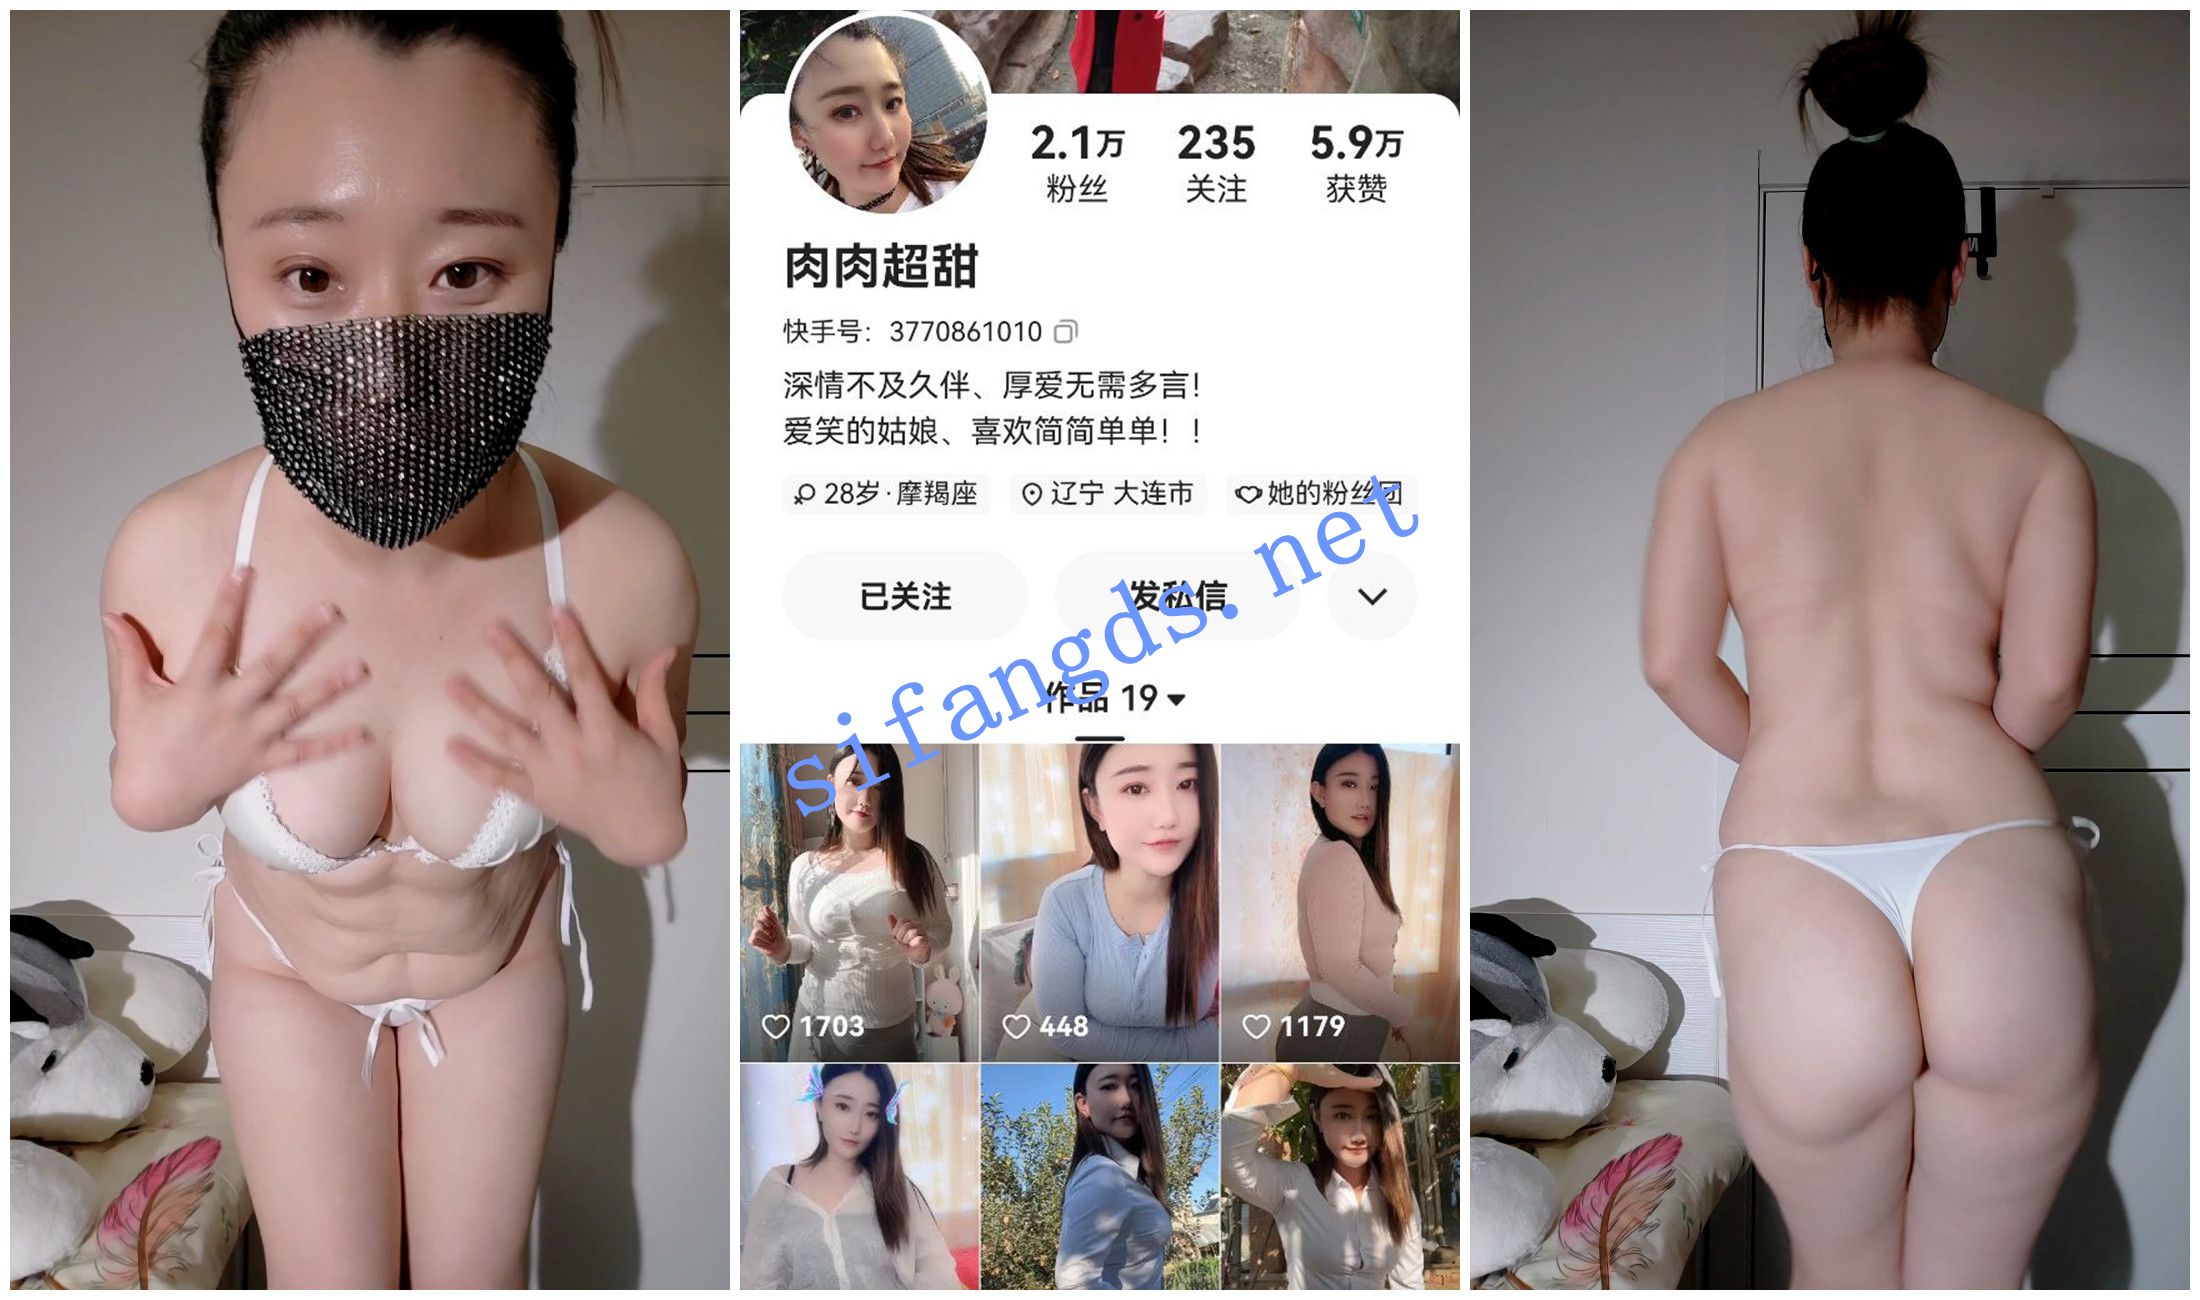 2.1万 235 5.9万
粉丝 关注 获赞
肉肉超甜
快手号：3770861010
深情不及久伴、厚爱无需多言！
爱笑的姑娘、喜欢简简单单！！
28岁·摩羯座 辽宁 大连市 她的粉丝团
已关注 发私信
sifangds.net
作品 19
1703 448 1179